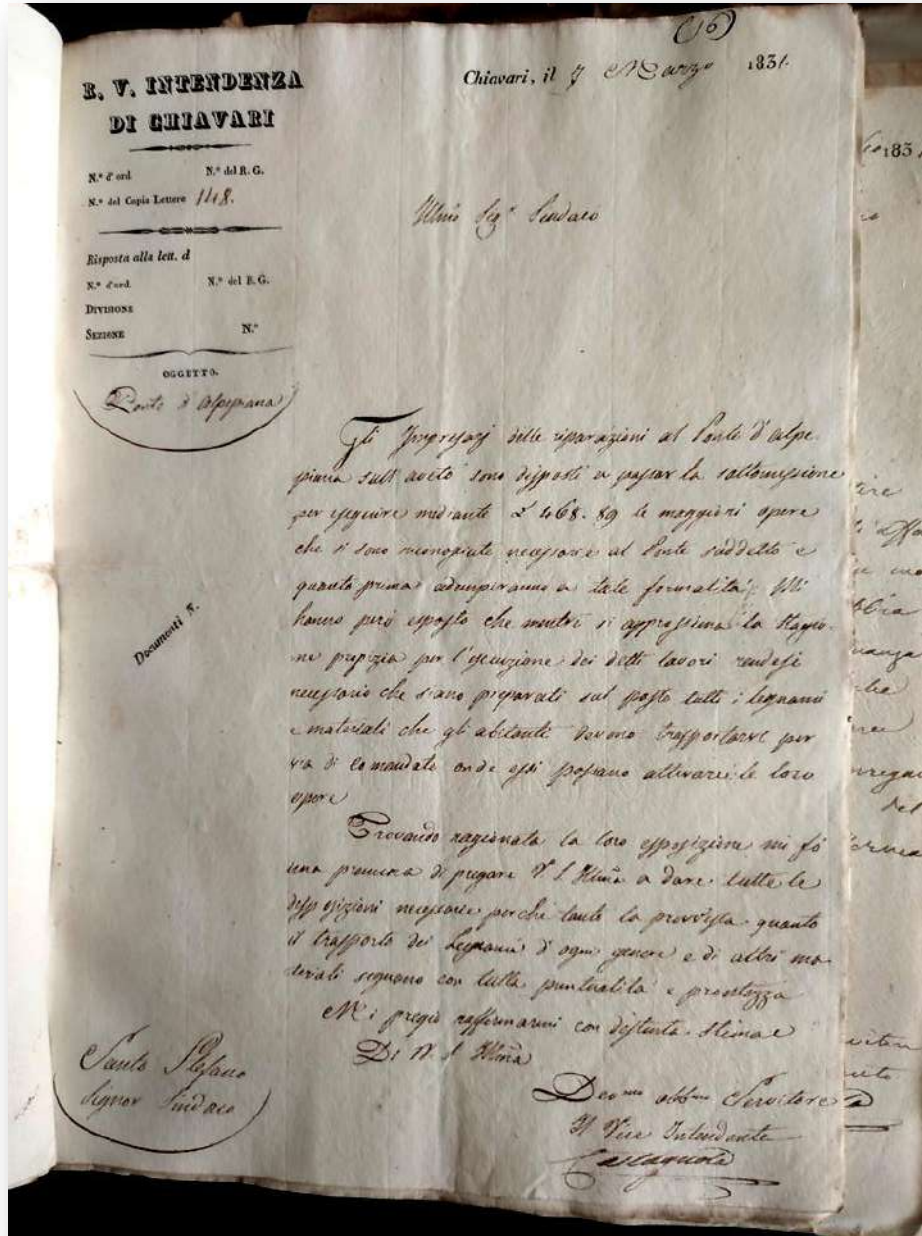 (16)
R. V. INTENDENZA
DI CHIAVARI
Chiavari, il 7 Marzo 1831.
N.° d'ord. N.° del R. G.
N.° del Copia Lettere 148.
Risposta alla lett. d
N.° d'ord. N.° del R. G.
DIVISIONE
SEZIONE N.°
OGGETTO.
Ponte d'Alpepiana
Illmo Sigr Sindaco
Gli Impresarj delle riparazioni al Ponte d'Alpe
piana sull'aveto sono disposti a passar la sottomissione
per eseguire mediante £ 468. 89 le maggiori opere
che si sono riconosciute necessarie al Ponte suddetto e
quanto prima adempiranno a tale formalità; Mi
hanno però esposto che mentre si approssima la Stagio-
ne propizia per l'esecuzione dei detti lavori rendesi
necessario che siano preparati sul posto tutti i legnami
e materiali che gli abitanti devono trasportarvi per
via di comandate onde essi possano attivare le loro
opere
Documenti N.
Trovando ragionata la loro esposizione mi fò
una premura di pregare V. S. Illma a dare tutte le
disposizioni necessarie perchè tanto la provvista quanto
il trasporto dei Legnami d'ogni genere e di altri ma-
teriali seguano con tutta puntualità e prontezza
Mi pregio raffermarmi con distinta stima
Di V. S. Illma
Santo Stefano
Signor Sindaco
Devmo obbmo Servitore
Il Vice Intendente
Castagnola